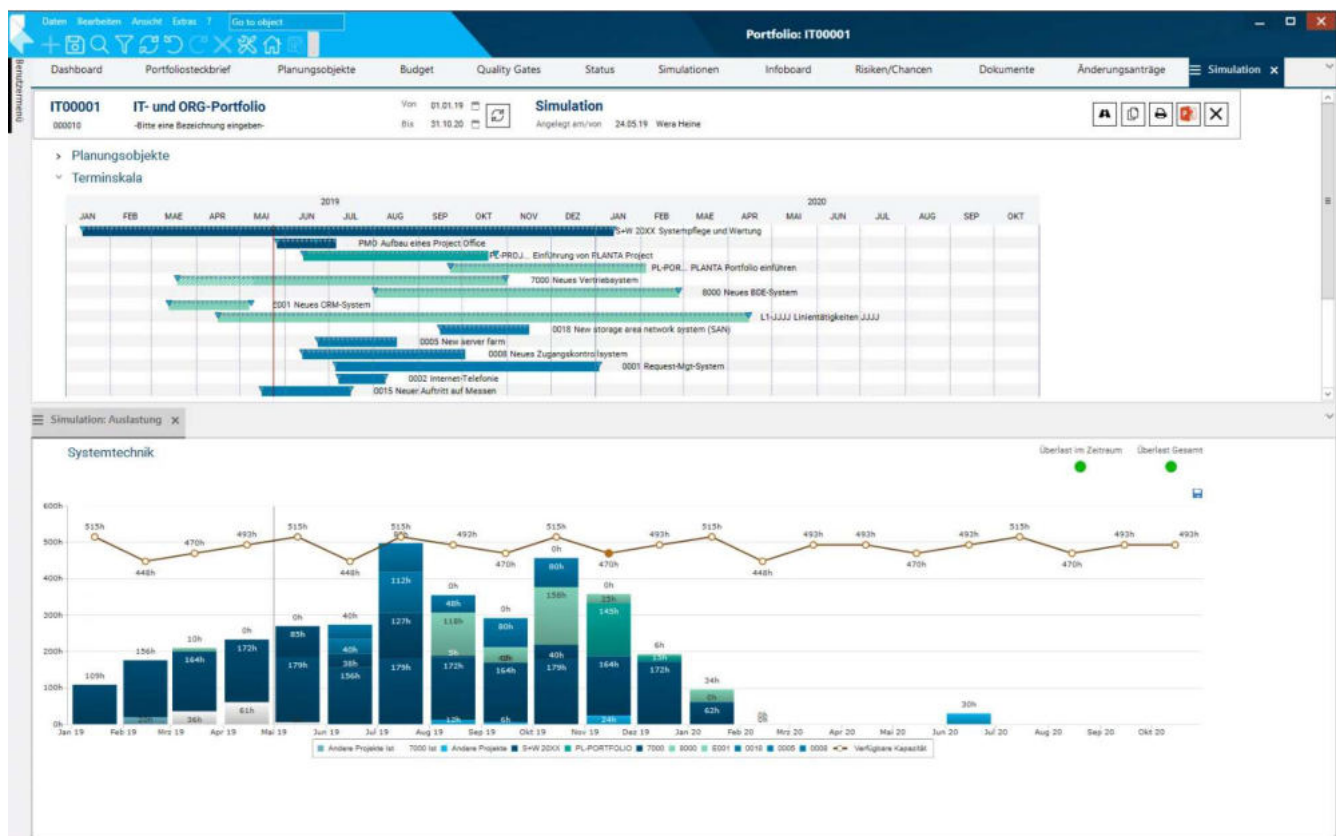 Daten Bearbeiten Ansicht Extras ? Go to object
Portfolio: IT00001
Benutzermenü
Dashboard Portfoliosteckbrief Planungsobjekte Budget Quality Gates Status Simulationen Infoboard Risiken/Chancen Dokumente Änderungsanträge Simulation x
IT00001 IT- und ORG-Portfolio Von 01.01.19 Simulation
000010 -Bitte eine Bezeichnung eingeben- Bis 31.10.20 Angelegt am/von 24.05.19 Wera Heine
Planungsobjekte
Terminskala
2019 2020
JAN FEB MAE APR MAI JUN JUL AUG SEP OKT NOV DEZ JAN FEB MAE APR MAI JUN JUL AUG SEP OKT
S+W 20XX Systempflege und Wartung
PMO Aufbau eines Project Office
PL-PROJ... Einführung von PLANTA Project
PL-POR... PLANTA Portfolio einführen
7000 Neues Vertriebsystem
8000 Neues BDE-System
2001 Neues CRM-System
L1-JJJJ Linientätigkeiten JJJJ
0018 New storage area network system (SAN)
0005 New server farm
0008 Neues Zugangskontrollsystem
0001 Request-Mgt-System
0002 Internet-Telefonie
0015 Neuer Auftritt auf Messen
Simulation: Auslastung x
Systemtechnik
Überlast im Zeitraum Überlast Gesamt
600h
515h 515h 515h 515h 515h 515h
470h 493h 493h 493h 493h 493h 493h 493h 493h
500h
448h 448h 470h 470h 448h 470h 470h
0h 80h
400h 112h 158h 0h
0h 25h
300h 48h 145h
0h 40h 127h 118h 0h
10h 0h 85h 80h
200h 156h 172h 40h 5h 6h
164h 179h 38h 179h 172h 164h 40h 164h 15h
109h 156h 179h 172h
100h 34h
61h 0h 30h
62h
36h 12h 6h 24h
0h
Jan 19 Feb 19 Mrz 19 Apr 19 Mai 19 Jun 19 Jul 19 Aug 19 Sep 19 Okt 19 Nov 19 Dez 19 Jan 20 Feb 20 Mrz 20 Apr 20 Mai 20 Jun 20 Jul 20 Aug 20 Sep 20 Okt 20
Andere Projekte Ist 7000 Ist Andere Projekte S+W 20XX PL-PORTFOLIO 7000 8000 E001 0018 0005 0008 Verfügbare Kapazität